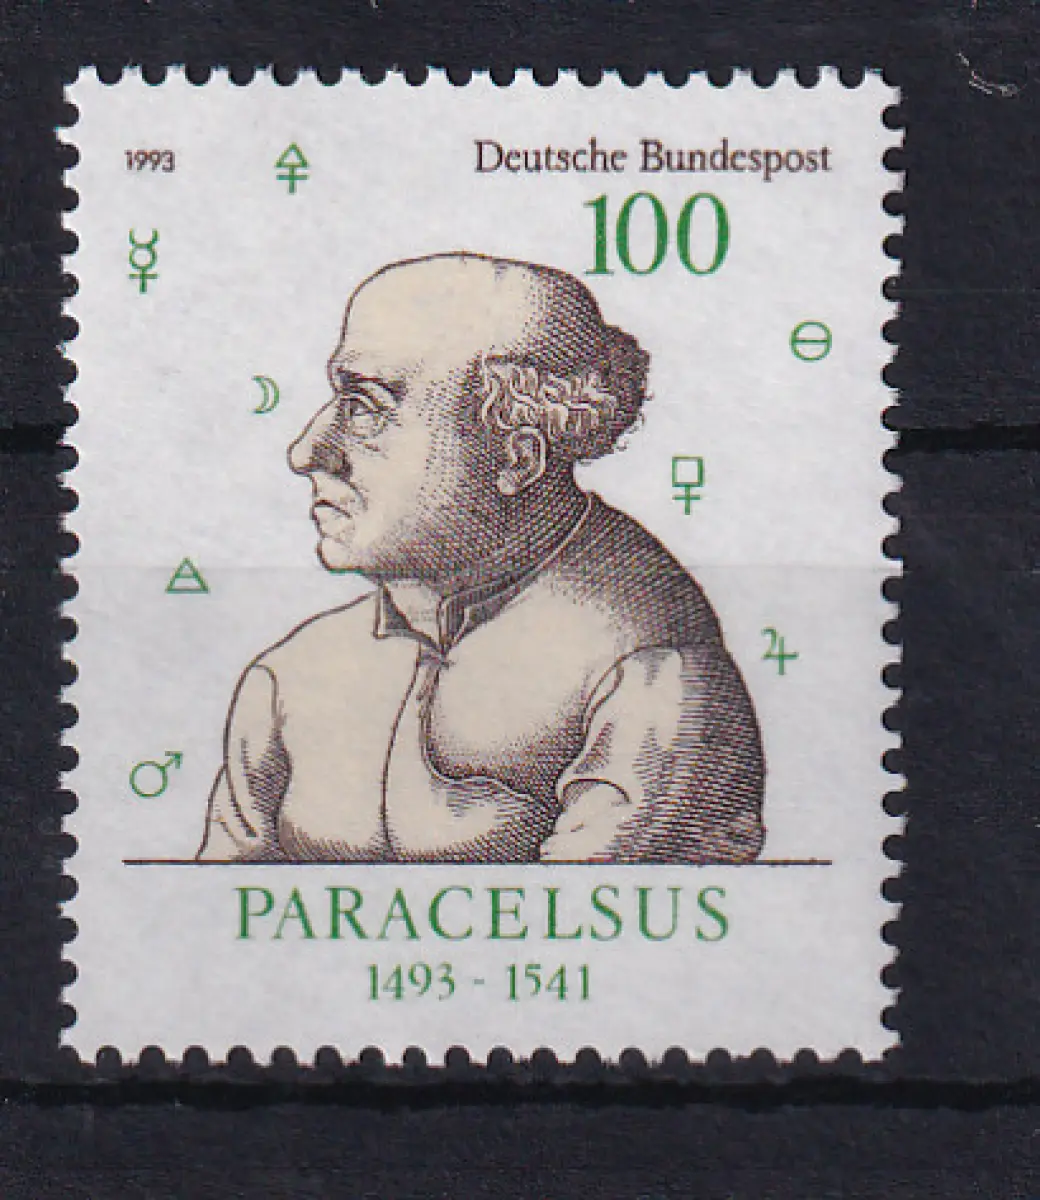 1993
Deutsche Bundespost
100
PARACELSUS
1493 - 1541